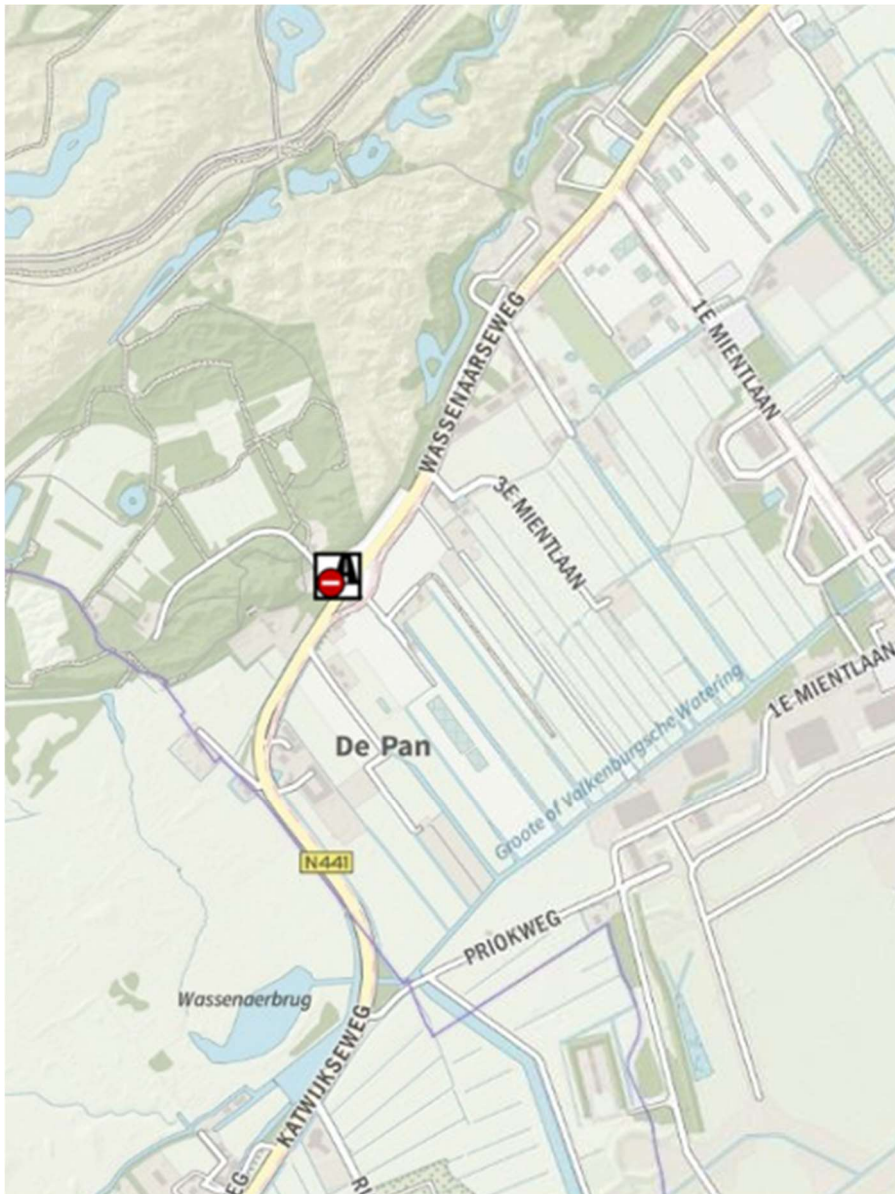 WASSENAARSEWEG
1E MIENTLAAN
3E MIENTLAAN
A
1E MIENTLAAN
Groote of Valkenburgsche Watering
De Pan
N441
PRIOKWEG
Wassenaerbrug
KATWIJKSEWEG